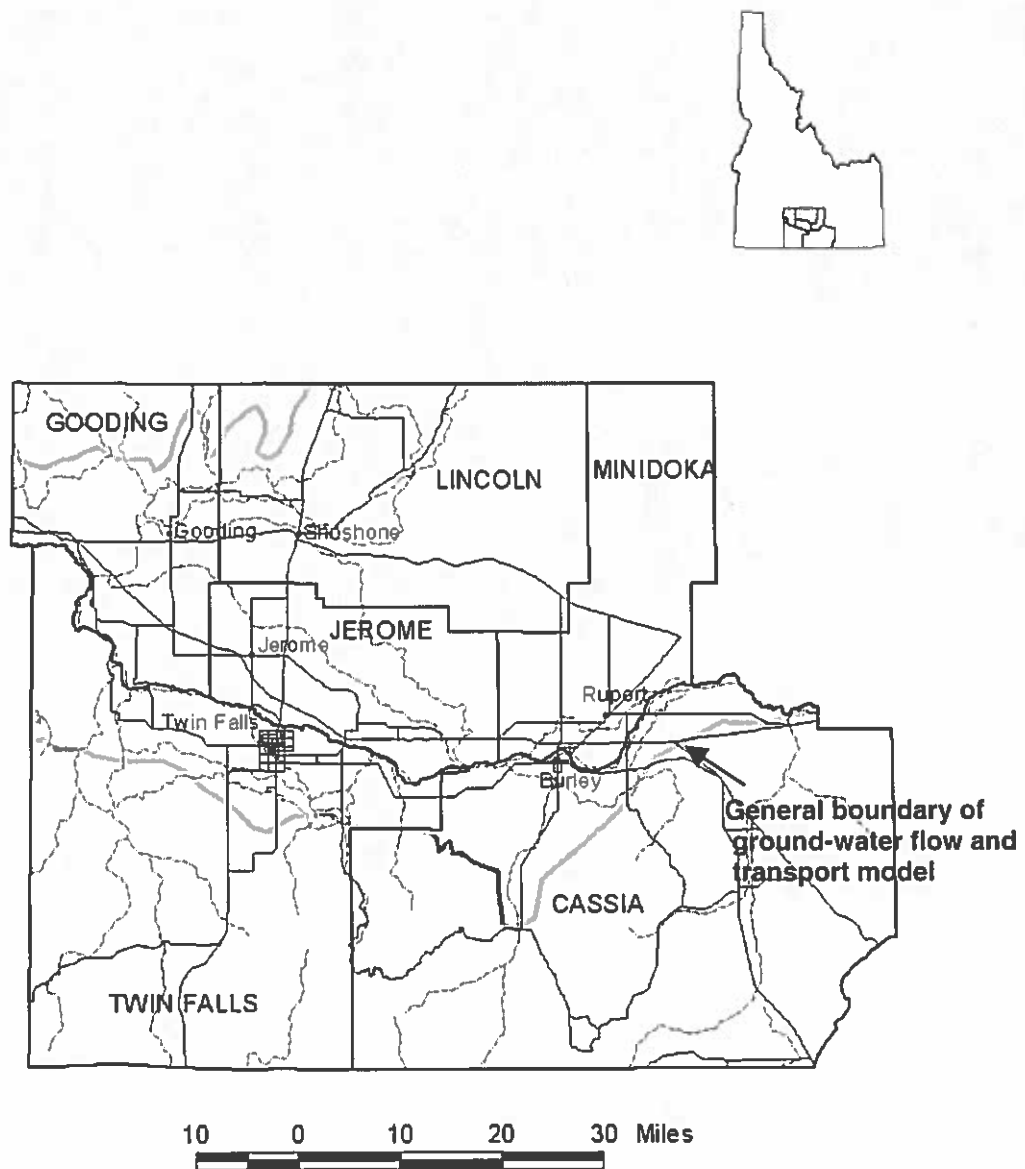 GOODING
LINCOLN
MINIDOKA
Gooding
Shoshone
JEROME
Jerome
Rupert
Twin Falls
Burley
General boundary of
ground-water flow and
transport model
CASSIA
TWIN FALLS
10 0 10 20 30 Miles